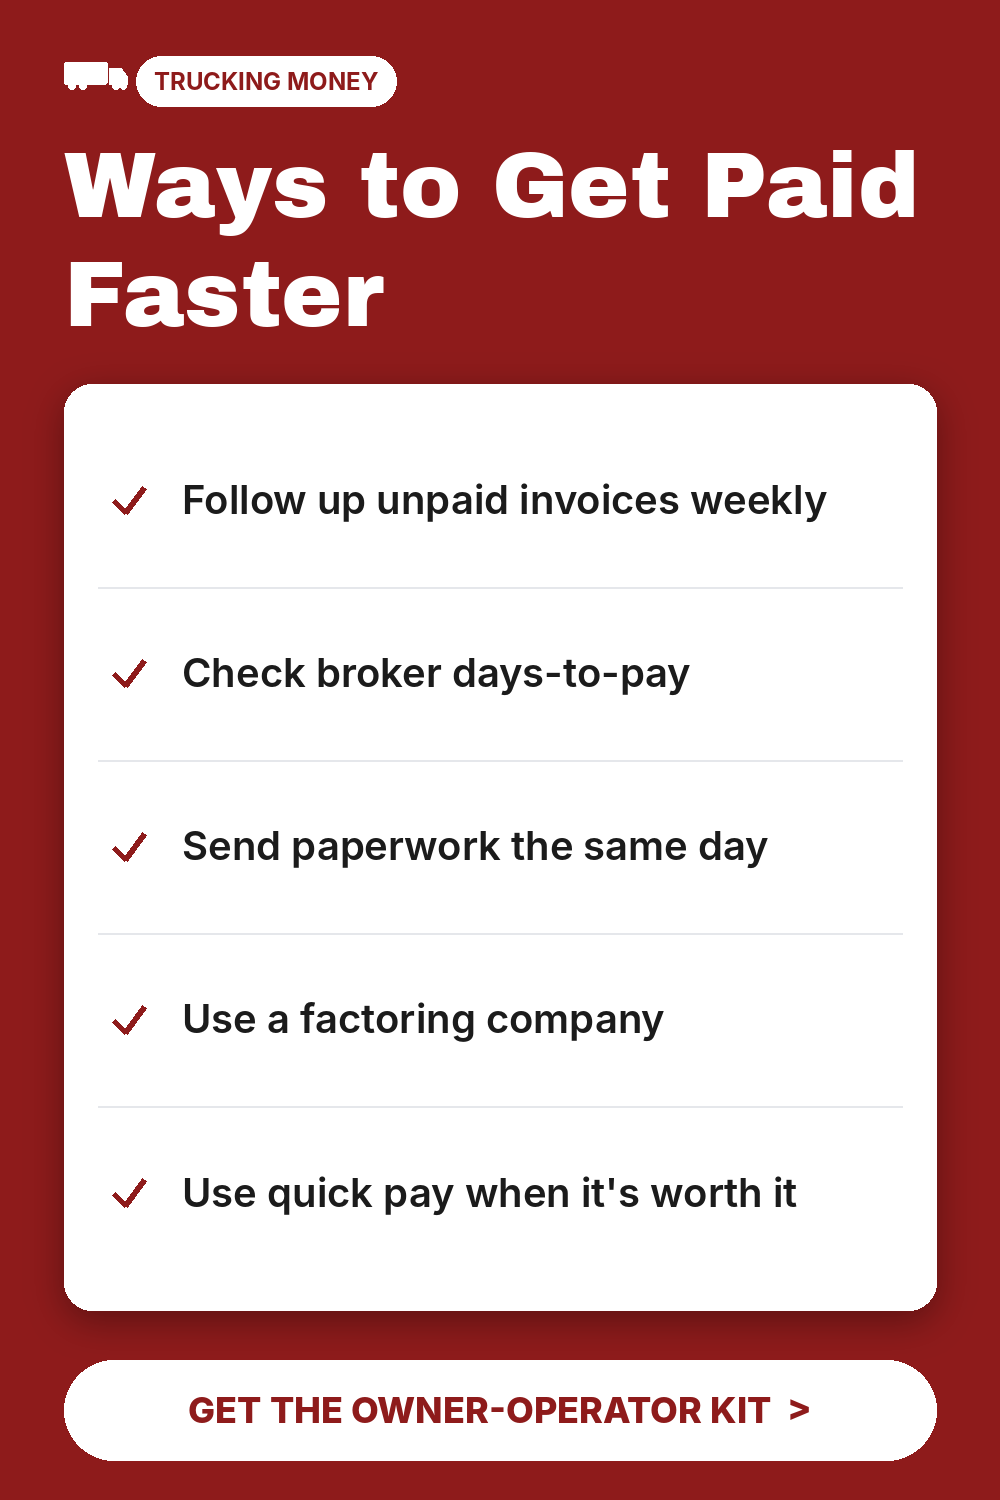 TRUCKING MONEY
Ways to Get Paid
Faster
Follow up unpaid invoices weekly
Check broker days-to-pay
Send paperwork the same day
Use a factoring company
Use quick pay when it's worth it
GET THE OWNER-OPERATOR KIT >